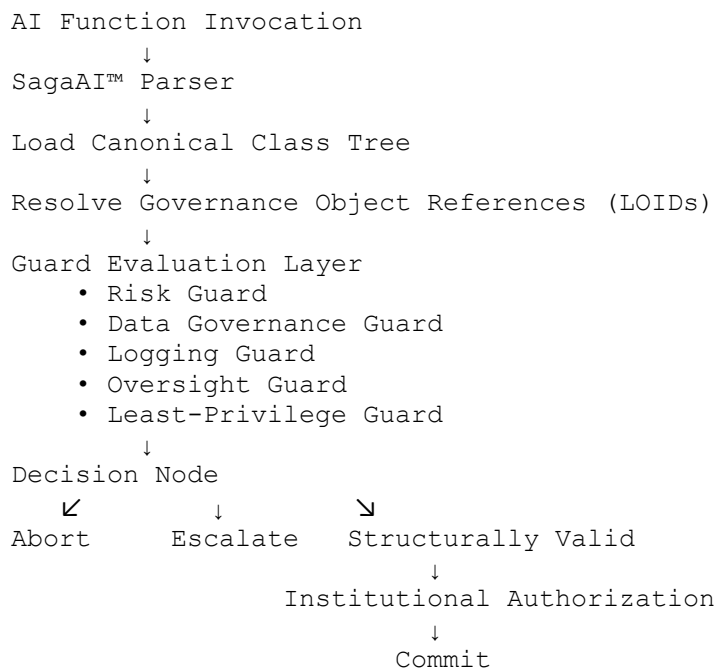 AI Function Invocation
↓
SagaAI™ Parser
↓
Load Canonical Class Tree
↓
Resolve Governance Object References (LOIDs)
↓
Guard Evaluation Layer
• Risk Guard
• Data Governance Guard
• Logging Guard
• Oversight Guard
• Least-Privilege Guard
↓
Decision Node
↙ ↓ ↘
Abort Escalate Structurally Valid
↓
Institutional Authorization
↓
Commit